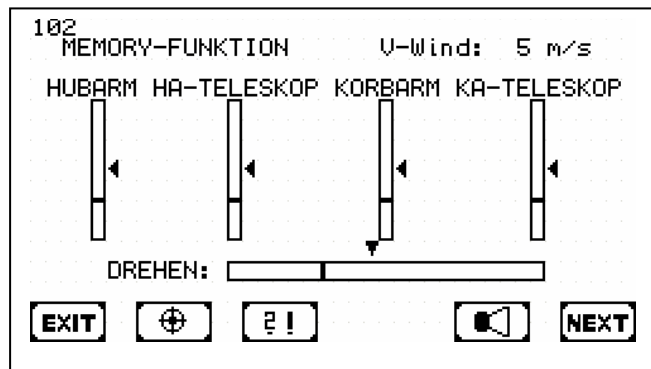 102
MEMORY-FUNKTION V-Wind: 5 m/s
HUBARM HA-TELESKOP KORBARM KA-TELESKOP
DREHEN:
EXIT ?! NEXT